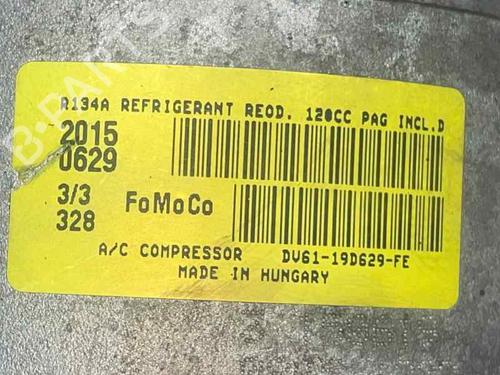 R134A REFRIGERANT REQD. 120CC PAG INCL.D
2015
0629
3/3
328
FoMoCo
A/C COMPRESSOR DV61-19D629-FE
MADE IN HUNGARY
B-PARTS